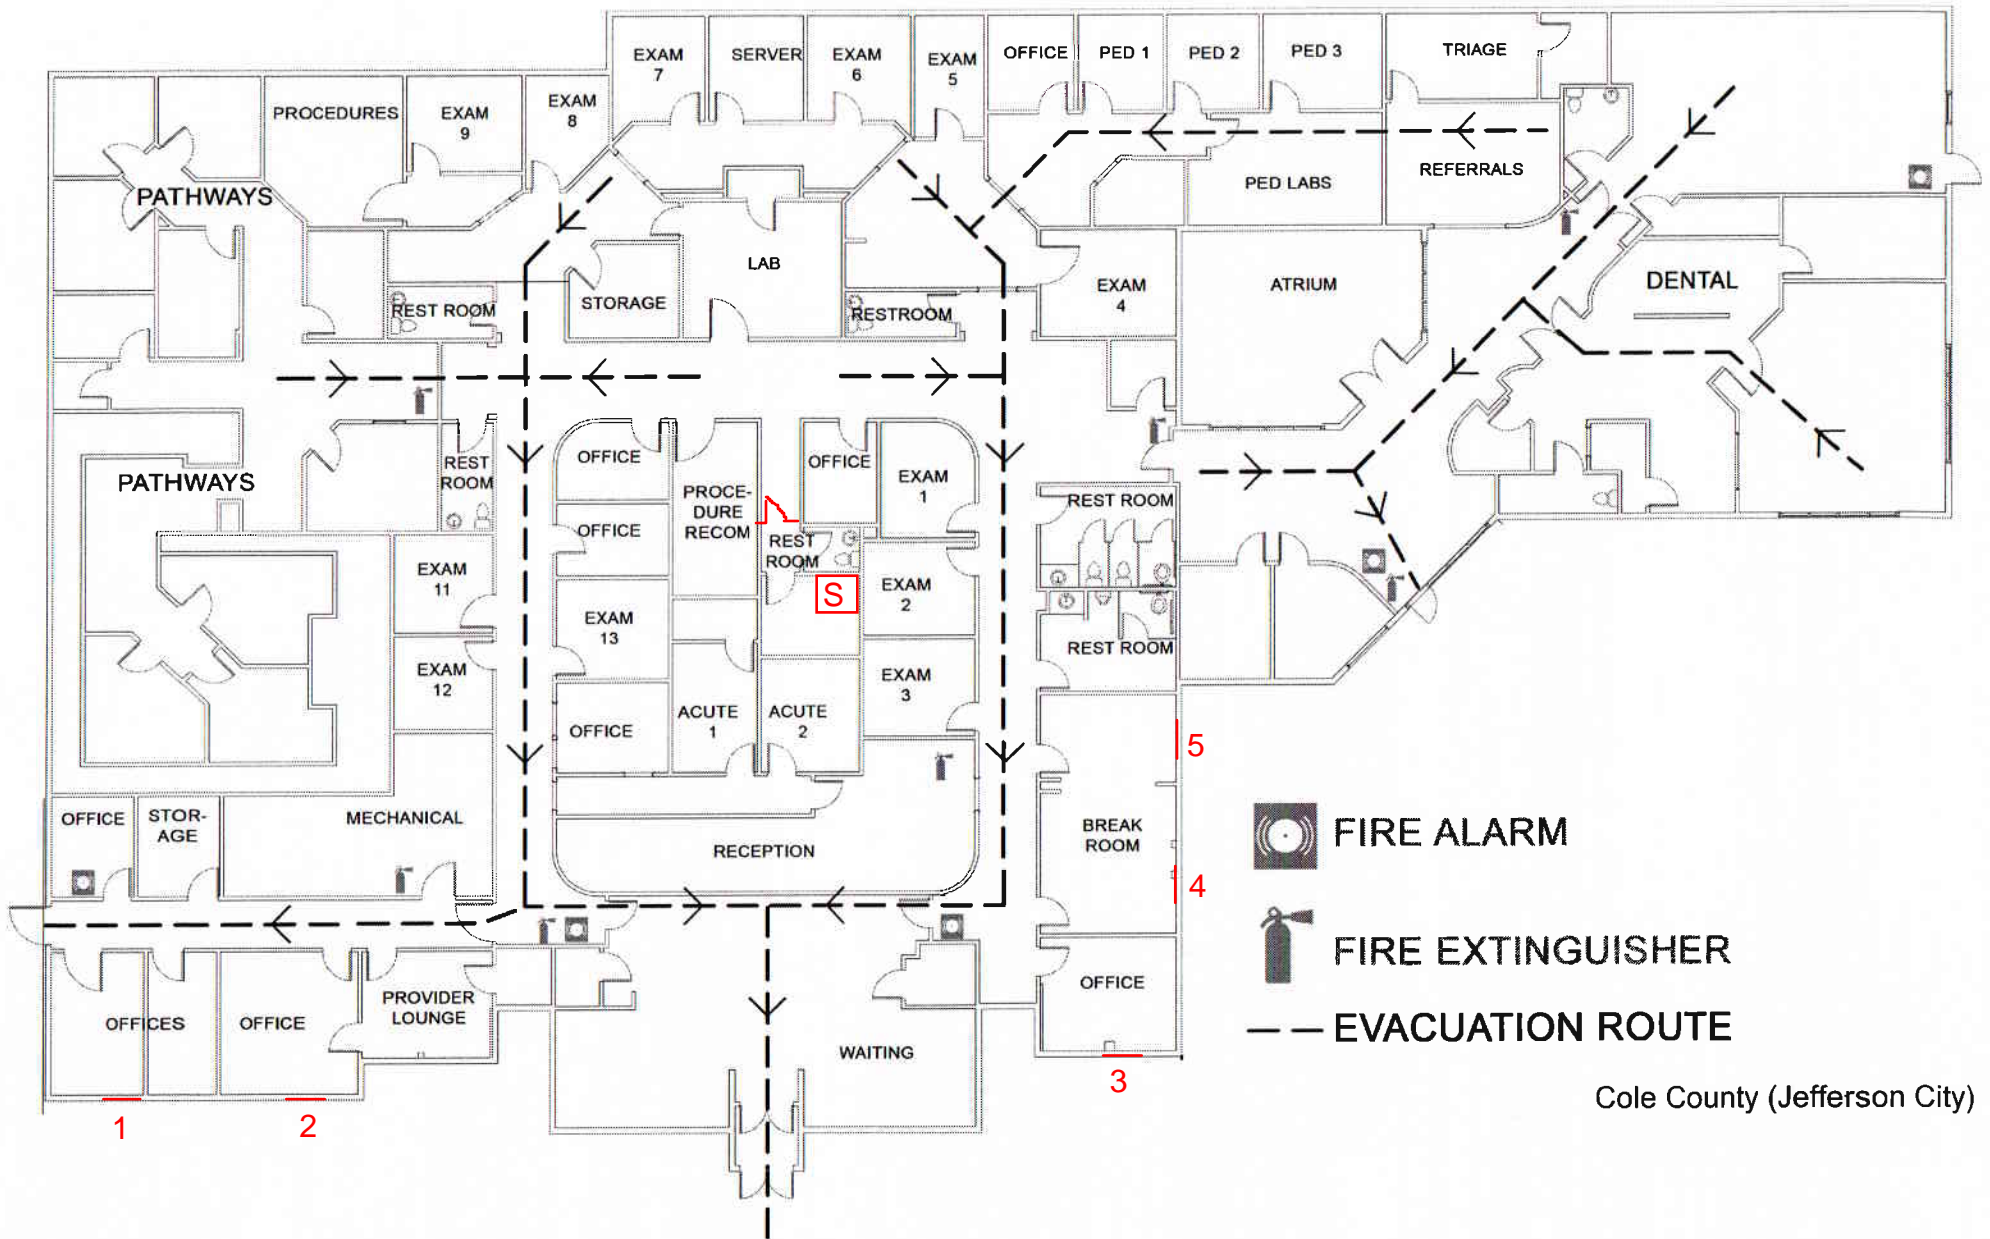 EXAM
7
SERVER
EXAM
6
EXAM
5
OFFICE
PED 1
PED 2
PED 3
TRIAGE
PROCEDURES
EXAM
9
EXAM
8
PATHWAYS
PED LABS
REFERRALS
REST ROOM
STORAGE
LAB
RESTROOM
EXAM
4
ATRIUM
DENTAL
PATHWAYS
REST
ROOM
OFFICE
PROCE-
DURE
RECOM
OFFICE
EXAM
1
OFFICE
REST
ROOM
REST ROOM
EXAM
11
EXAM
13
S
EXAM
2
REST ROOM
EXAM
12
OFFICE
ACUTE
1
ACUTE
2
EXAM
3
5
OFFICE
STOR-
AGE
MECHANICAL
RECEPTION
BREAK
ROOM
4
FIRE ALARM
FIRE EXTINGUISHER
EVACUATION ROUTE
OFFICES
OFFICE
PROVIDER
LOUNGE
WAITING
OFFICE
1
2
3
Cole County (Jefferson City)